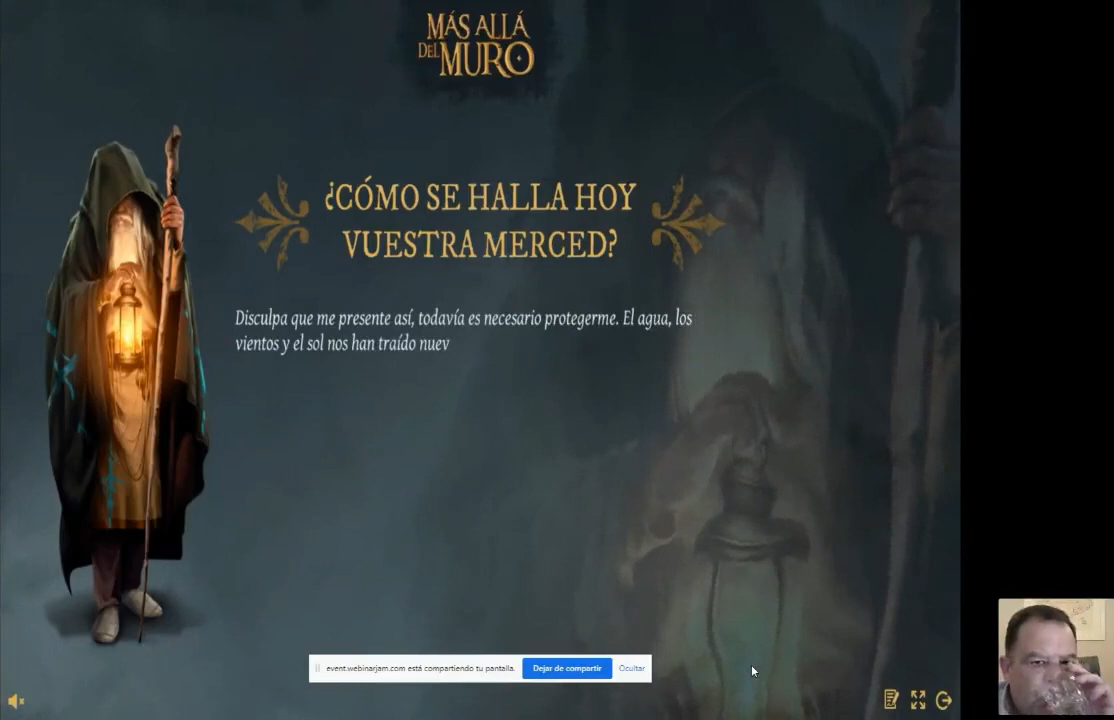 MÁS ALLÁ
DEL MURO
¿CÓMO SE HALLA HOY
VUESTRA MERCED?
Disculpa que me presente así, todavía es necesario protegerme. El agua, los
vientos y el sol nos han traído nuev
event.webinarjam.com está compartiendo tu pantalla. Dejar de compartir Ocultar